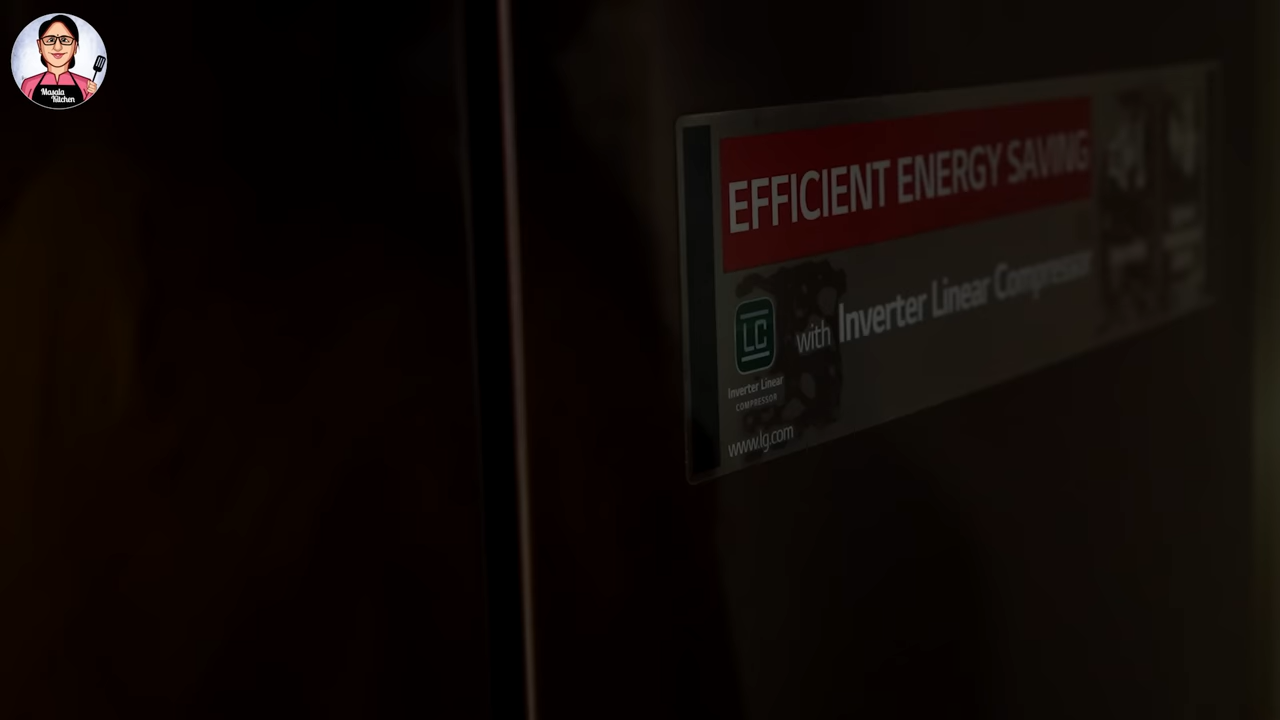 Masala
Kitchen
EFFICIENT ENERGY SAVING
with Inverter Linear Compressor
LC
Inverter Linear
COMPRESSOR
www.lg.com